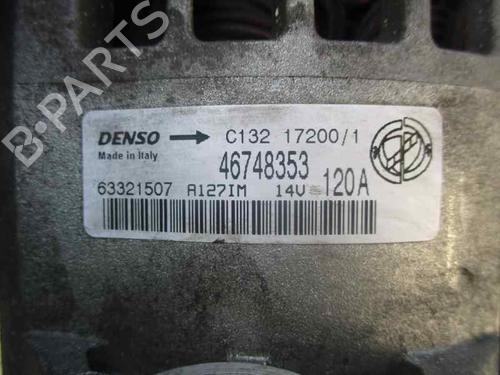 B-PARTS
DENSO → C132 17200/1
Made in Italy
46748353
63321507 A127IM 14V 120A